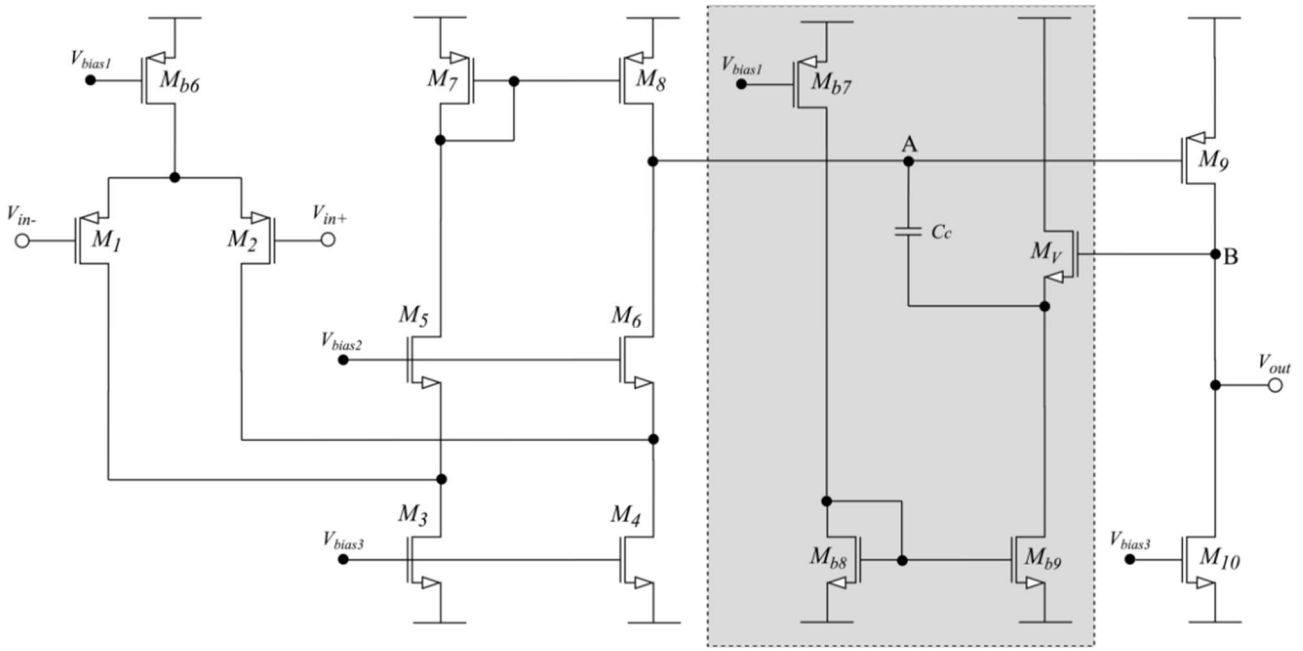 V_bias1
M_b6
M_7
M_8
V_bias1
M_b7
A
M_9
V_in-
M_1
M_2
V_in+
C_c
M_V
B
M_5
M_6
V_bias2
V_out
M_3
M_4
V_bias3
M_b8
M_b9
V_bias3
M_10